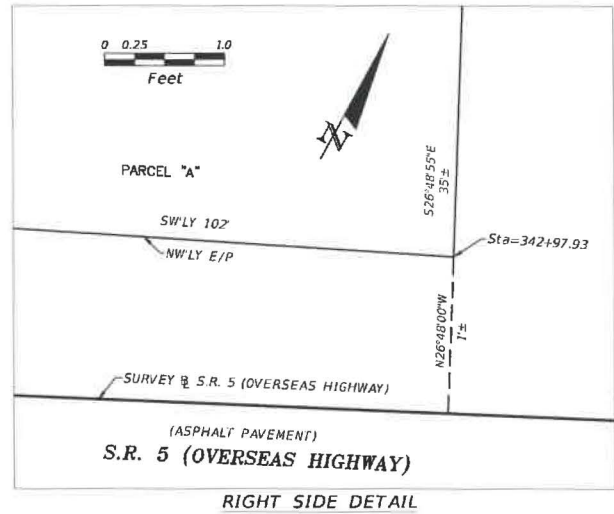 0 0.25 1.0
Feet
N
PARCEL "A"
S26°48'55"E
35'±
SW'LY 102'
NW'LY E/P
Sta=342+97.93
N26°48'00"W
1'±
SURVEY BL S.R. 5 (OVERSEAS HIGHWAY)
(ASPHALT PAVEMENT)
S.R. 5 (OVERSEAS HIGHWAY)
RIGHT SIDE DETAIL